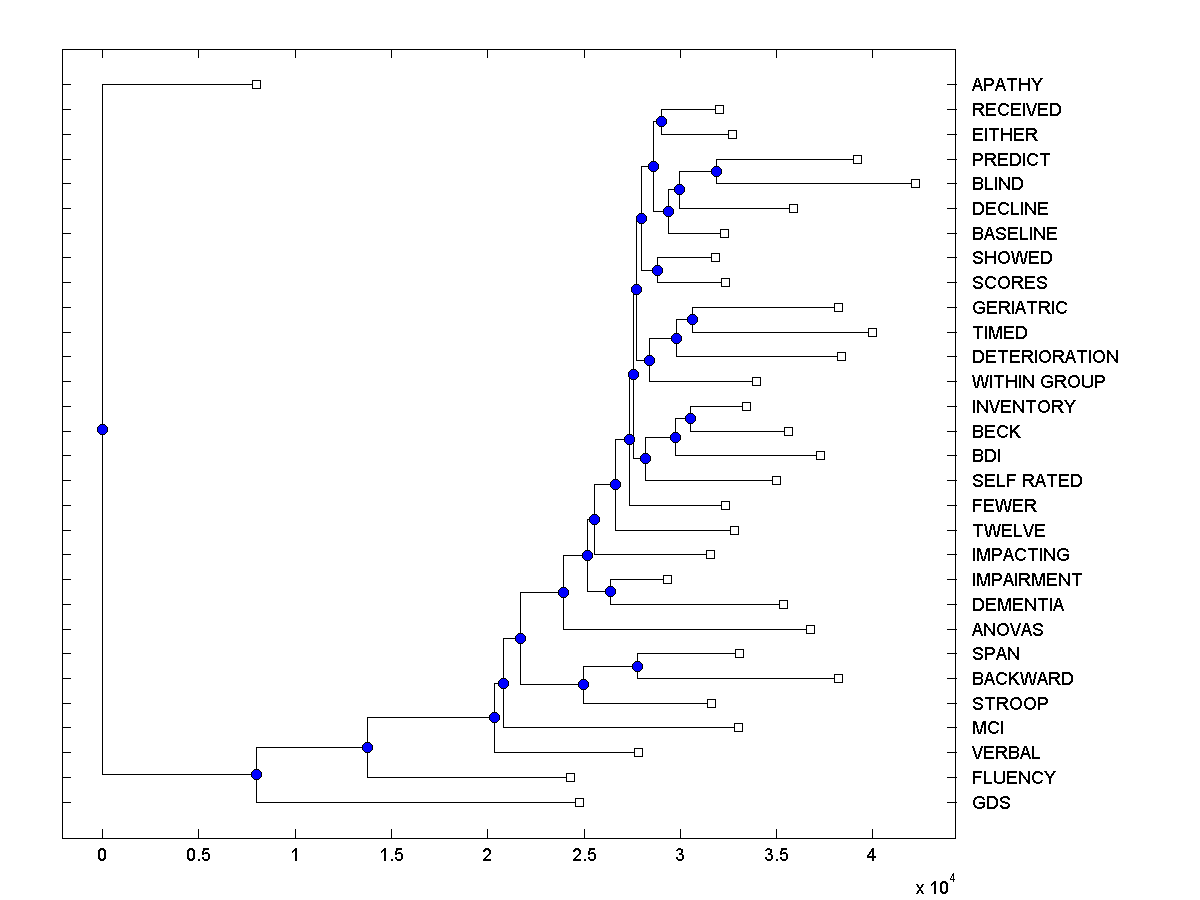 APATHY
RECEIVED
EITHER
PREDICT
BLIND
DECLINE
BASELINE
SHOWED
SCORES
GERIATRIC
TIMED
DETERIORATION
WITHIN GROUP
INVENTORY
BECK
BDI
SELF RATED
FEWER
TWELVE
IMPACTING
IMPAIRMENT
DEMENTIA
ANOVAS
SPAN
BACKWARD
STROOP
MCI
VERBAL
FLUENCY
GDS
0 0.5 1 1.5 2 2.5 3 3.5 4
x 10^4